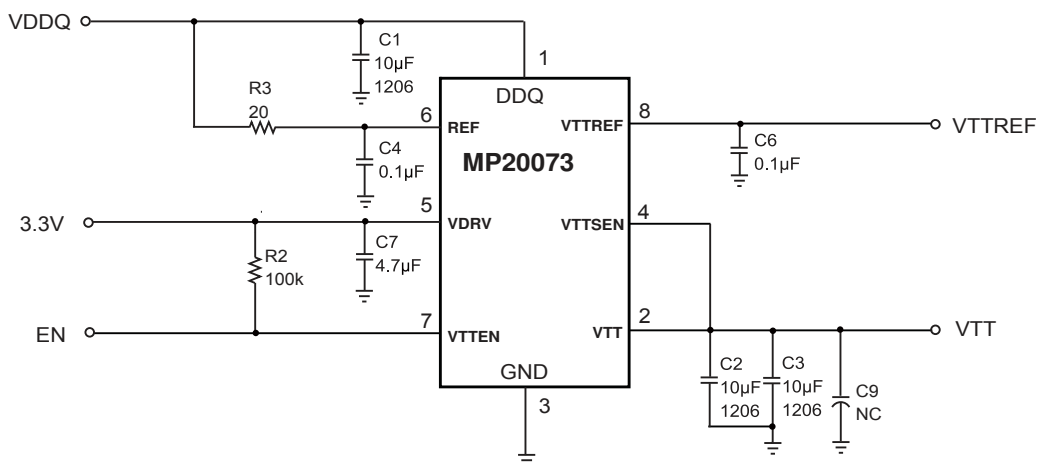 VDDQ
C1
10µF
1206
1
DDQ
R3
20
6
REF
VTTREF
8
VTTREF
C4
0.1µF
MP20073
C6
0.1µF
3.3V
5
VDRV
VTTSEN
4
R2
100k
C7
4.7µF
EN
7
VTTEN
VTT
2
VTT
GND
3
C2
10µF
1206
C3
10µF
1206
C9
NC